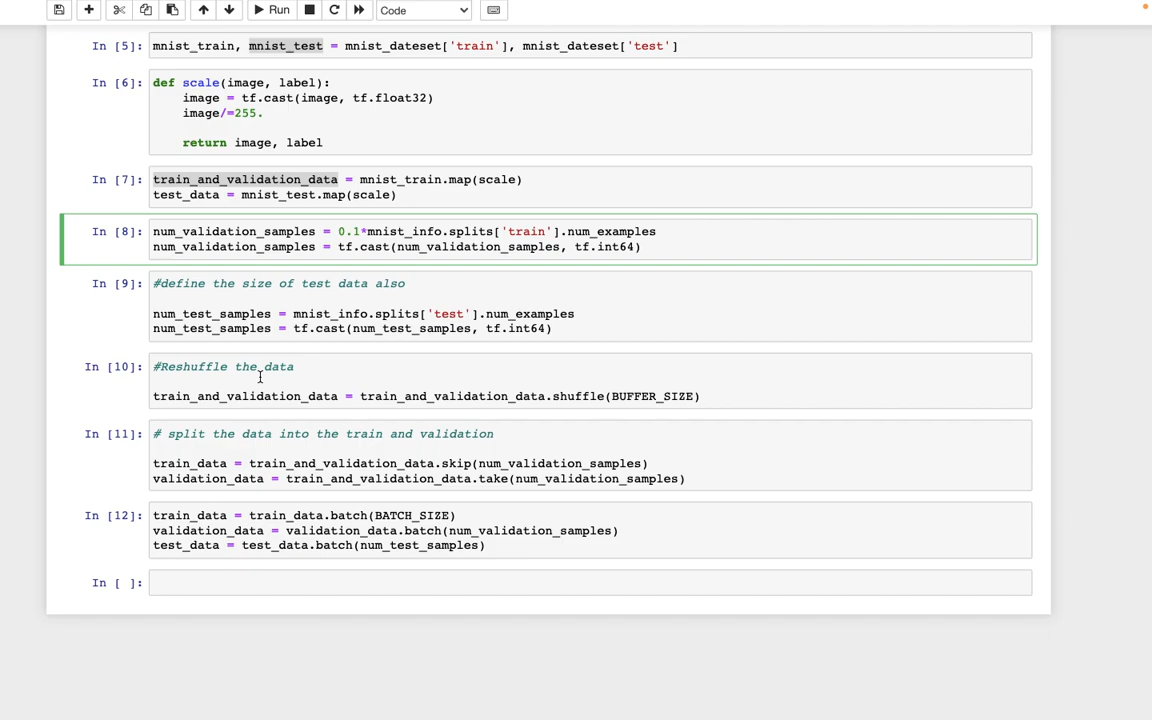 Run Code
In [5]: mnist_train, mnist_test = mnist_dateset['train'], mnist_dateset['test']
In [6]: def scale(image, label):
image = tf.cast(image, tf.float32)
image/=255.
return image, label
In [7]: train_and_validation_data = mnist_train.map(scale)
test_data = mnist_test.map(scale)
In [8]: num_validation_samples = 0.1*mnist_info.splits['train'].num_examples
num_validation_samples = tf.cast(num_validation_samples, tf.int64)
In [9]: #define the size of test data also
num_test_samples = mnist_info.splits['test'].num_examples
num_test_samples = tf.cast(num_test_samples, tf.int64)
In [10]: #Reshuffle the data
train_and_validation_data = train_and_validation_data.shuffle(BUFFER_SIZE)
In [11]: # split the data into the train and validation
train_data = train_and_validation_data.skip(num_validation_samples)
validation_data = train_and_validation_data.take(num_validation_samples)
In [12]: train_data = train_data.batch(BATCH_SIZE)
validation_data = validation_data.batch(num_validation_samples)
test_data = test_data.batch(num_test_samples)
In [ ]: